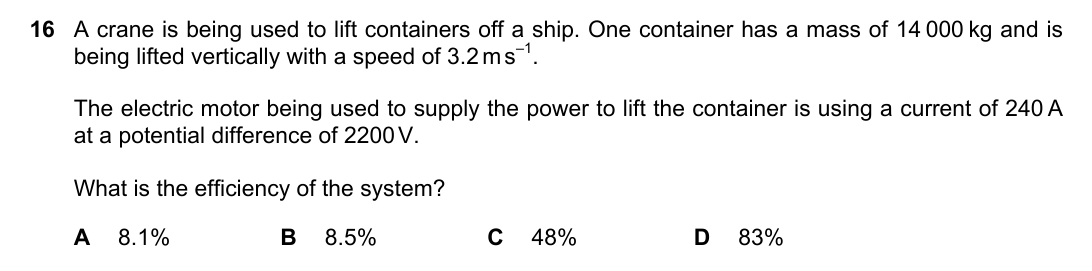 16 A crane is being used to lift containers off a ship. One container has a mass of 14 000 kg and is
being lifted vertically with a speed of 3.2 m s⁻¹.
The electric motor being used to supply the power to lift the container is using a current of 240 A
at a potential difference of 2200 V.
What is the efficiency of the system?
A 8.1% B 8.5% C 48% D 83%